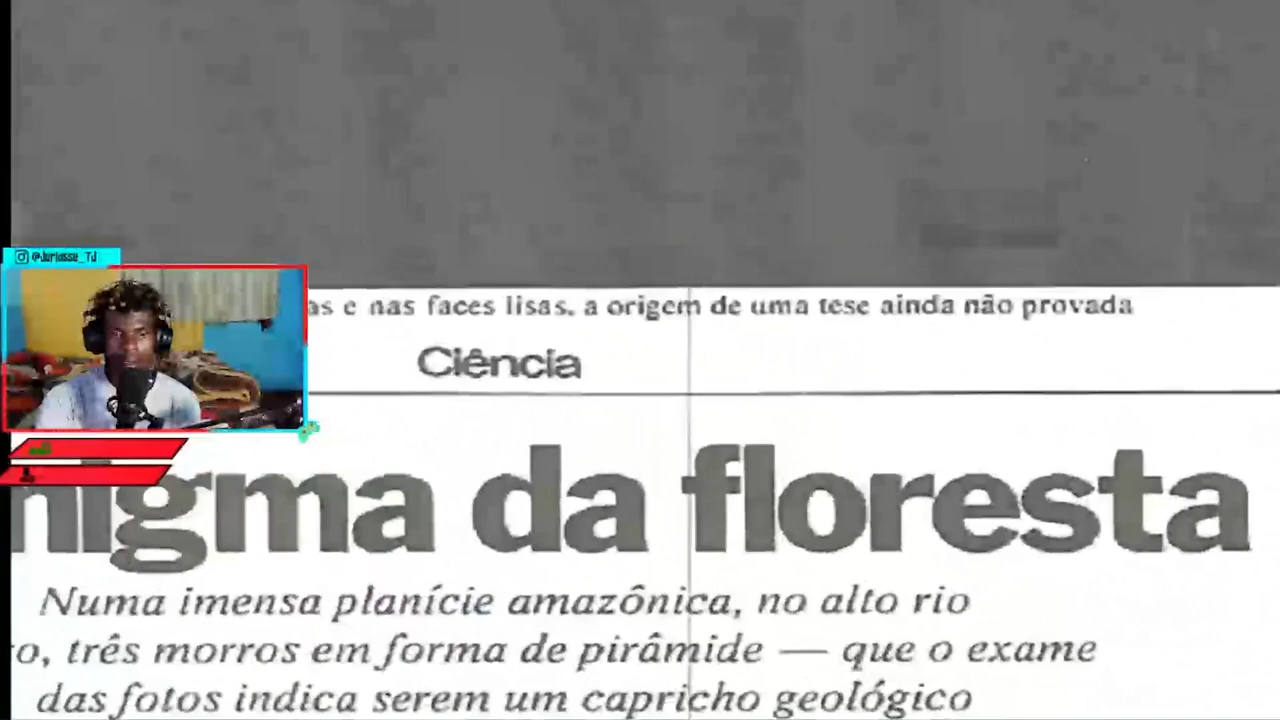 @Juriosse_TJ
as e nas faces lisas, a origem de uma tese ainda não provada
Ciência
nigma da floresta
Numa imensa planície amazônica, no alto rio
o, três morros em forma de pirâmide — que o exame
das fotos indica serem um capricho geológico